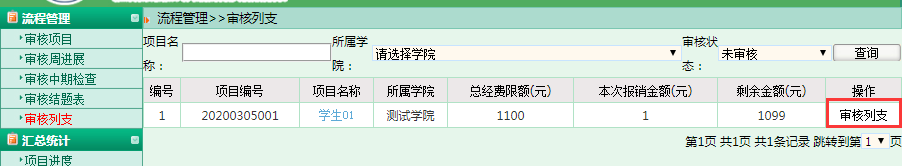 流程管理
审核项目
审核周进展
审核中期检查
审核结题表
审核列支
汇总统计
项目进度
流程管理>>审核列支
项目名称： 所属学院： 请选择学院 审核状态： 未审核 查询
编号 项目编号 项目名称 所属学院 总经费限额(元) 本次报销金额(元) 剩余金额(元) 操作
1 20200305001 学生01 测试学院 1100 1 1099 审核列支
第1页 共1页 共1条记录 跳转到第 1 页